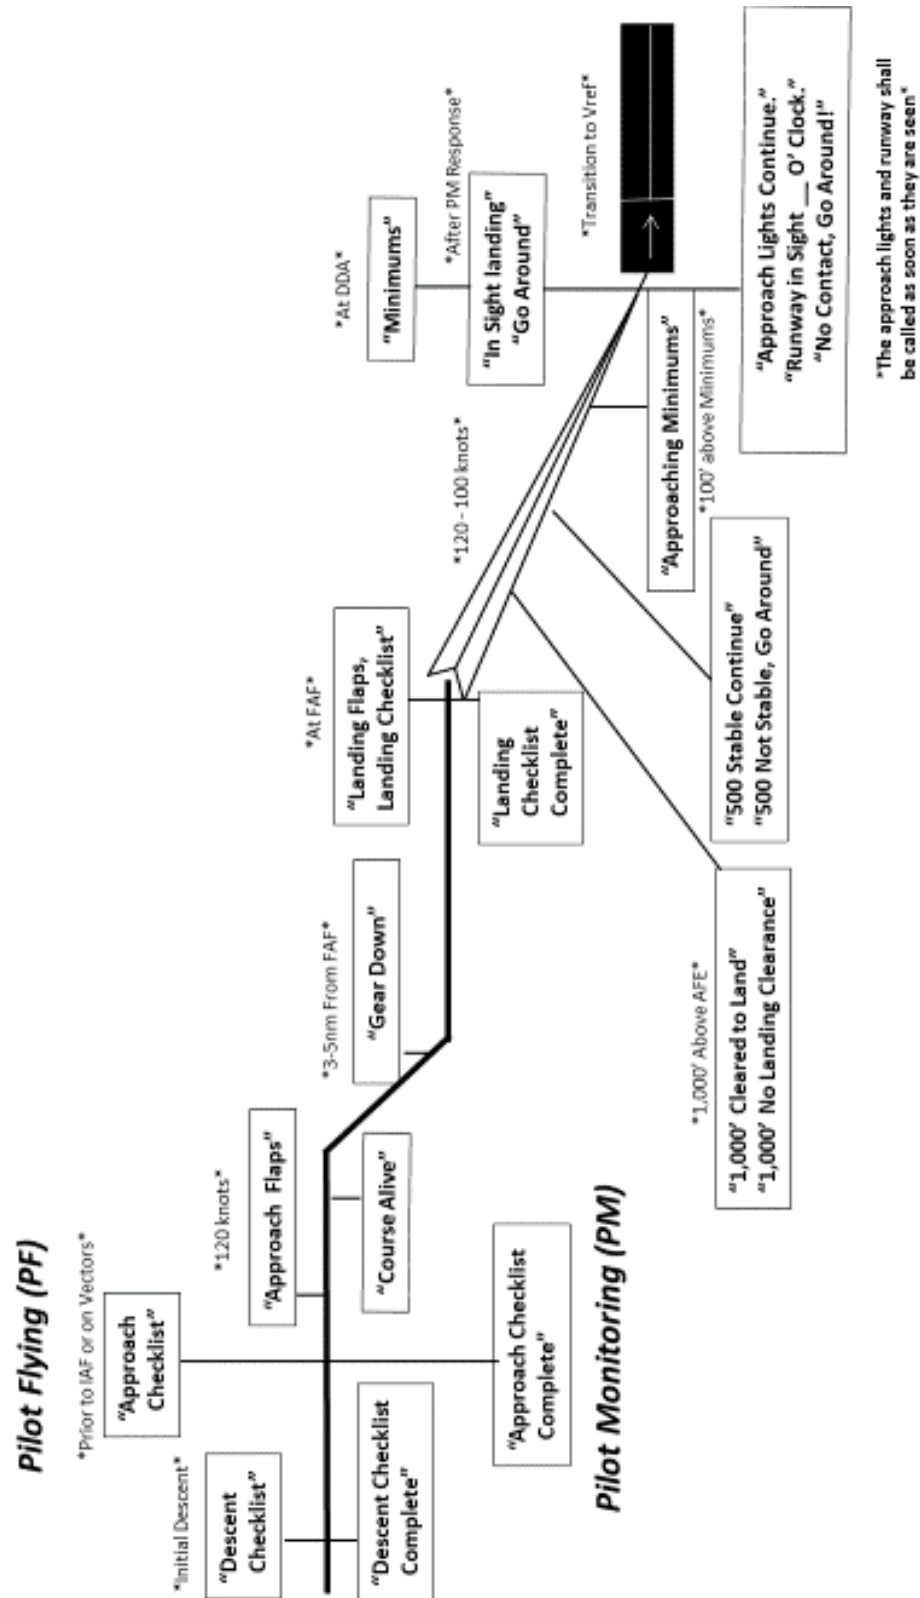 Pilot Flying (PF)
*Initial Descent*
“Descent
Checklist”
*Prior to IAF or on Vectors*
“Approach
Checklist”
*120 knots*
“Approach Flaps”
*3-5nm From FAF*
“Gear Down”
*At FAF*
“Landing Flaps,
Landing Checklist”
*120 - 100 knots*
*At DDA*
“Minimums”
*After PM Response*
“In Sight landing”
“Go Around”
*Transition to Vref*
“Descent Checklist
Complete”
“Approach Checklist
Complete”
“Course Alive”
“Landing
Checklist
Complete”
Pilot Monitoring (PM)
*1,000’ Above AFE*
“1,000’ Cleared to Land”
“1,000’ No Landing Clearance”
“500 Stable Continue”
“500 Not Stable, Go Around”
“Approaching Minimums”
*100’ above Minimums*
“Approach Lights Continue.”
“Runway in Sight __ O’ Clock.”
“No Contact, Go Around!”
*The approach lights and runway shall
be called as soon as they are seen*